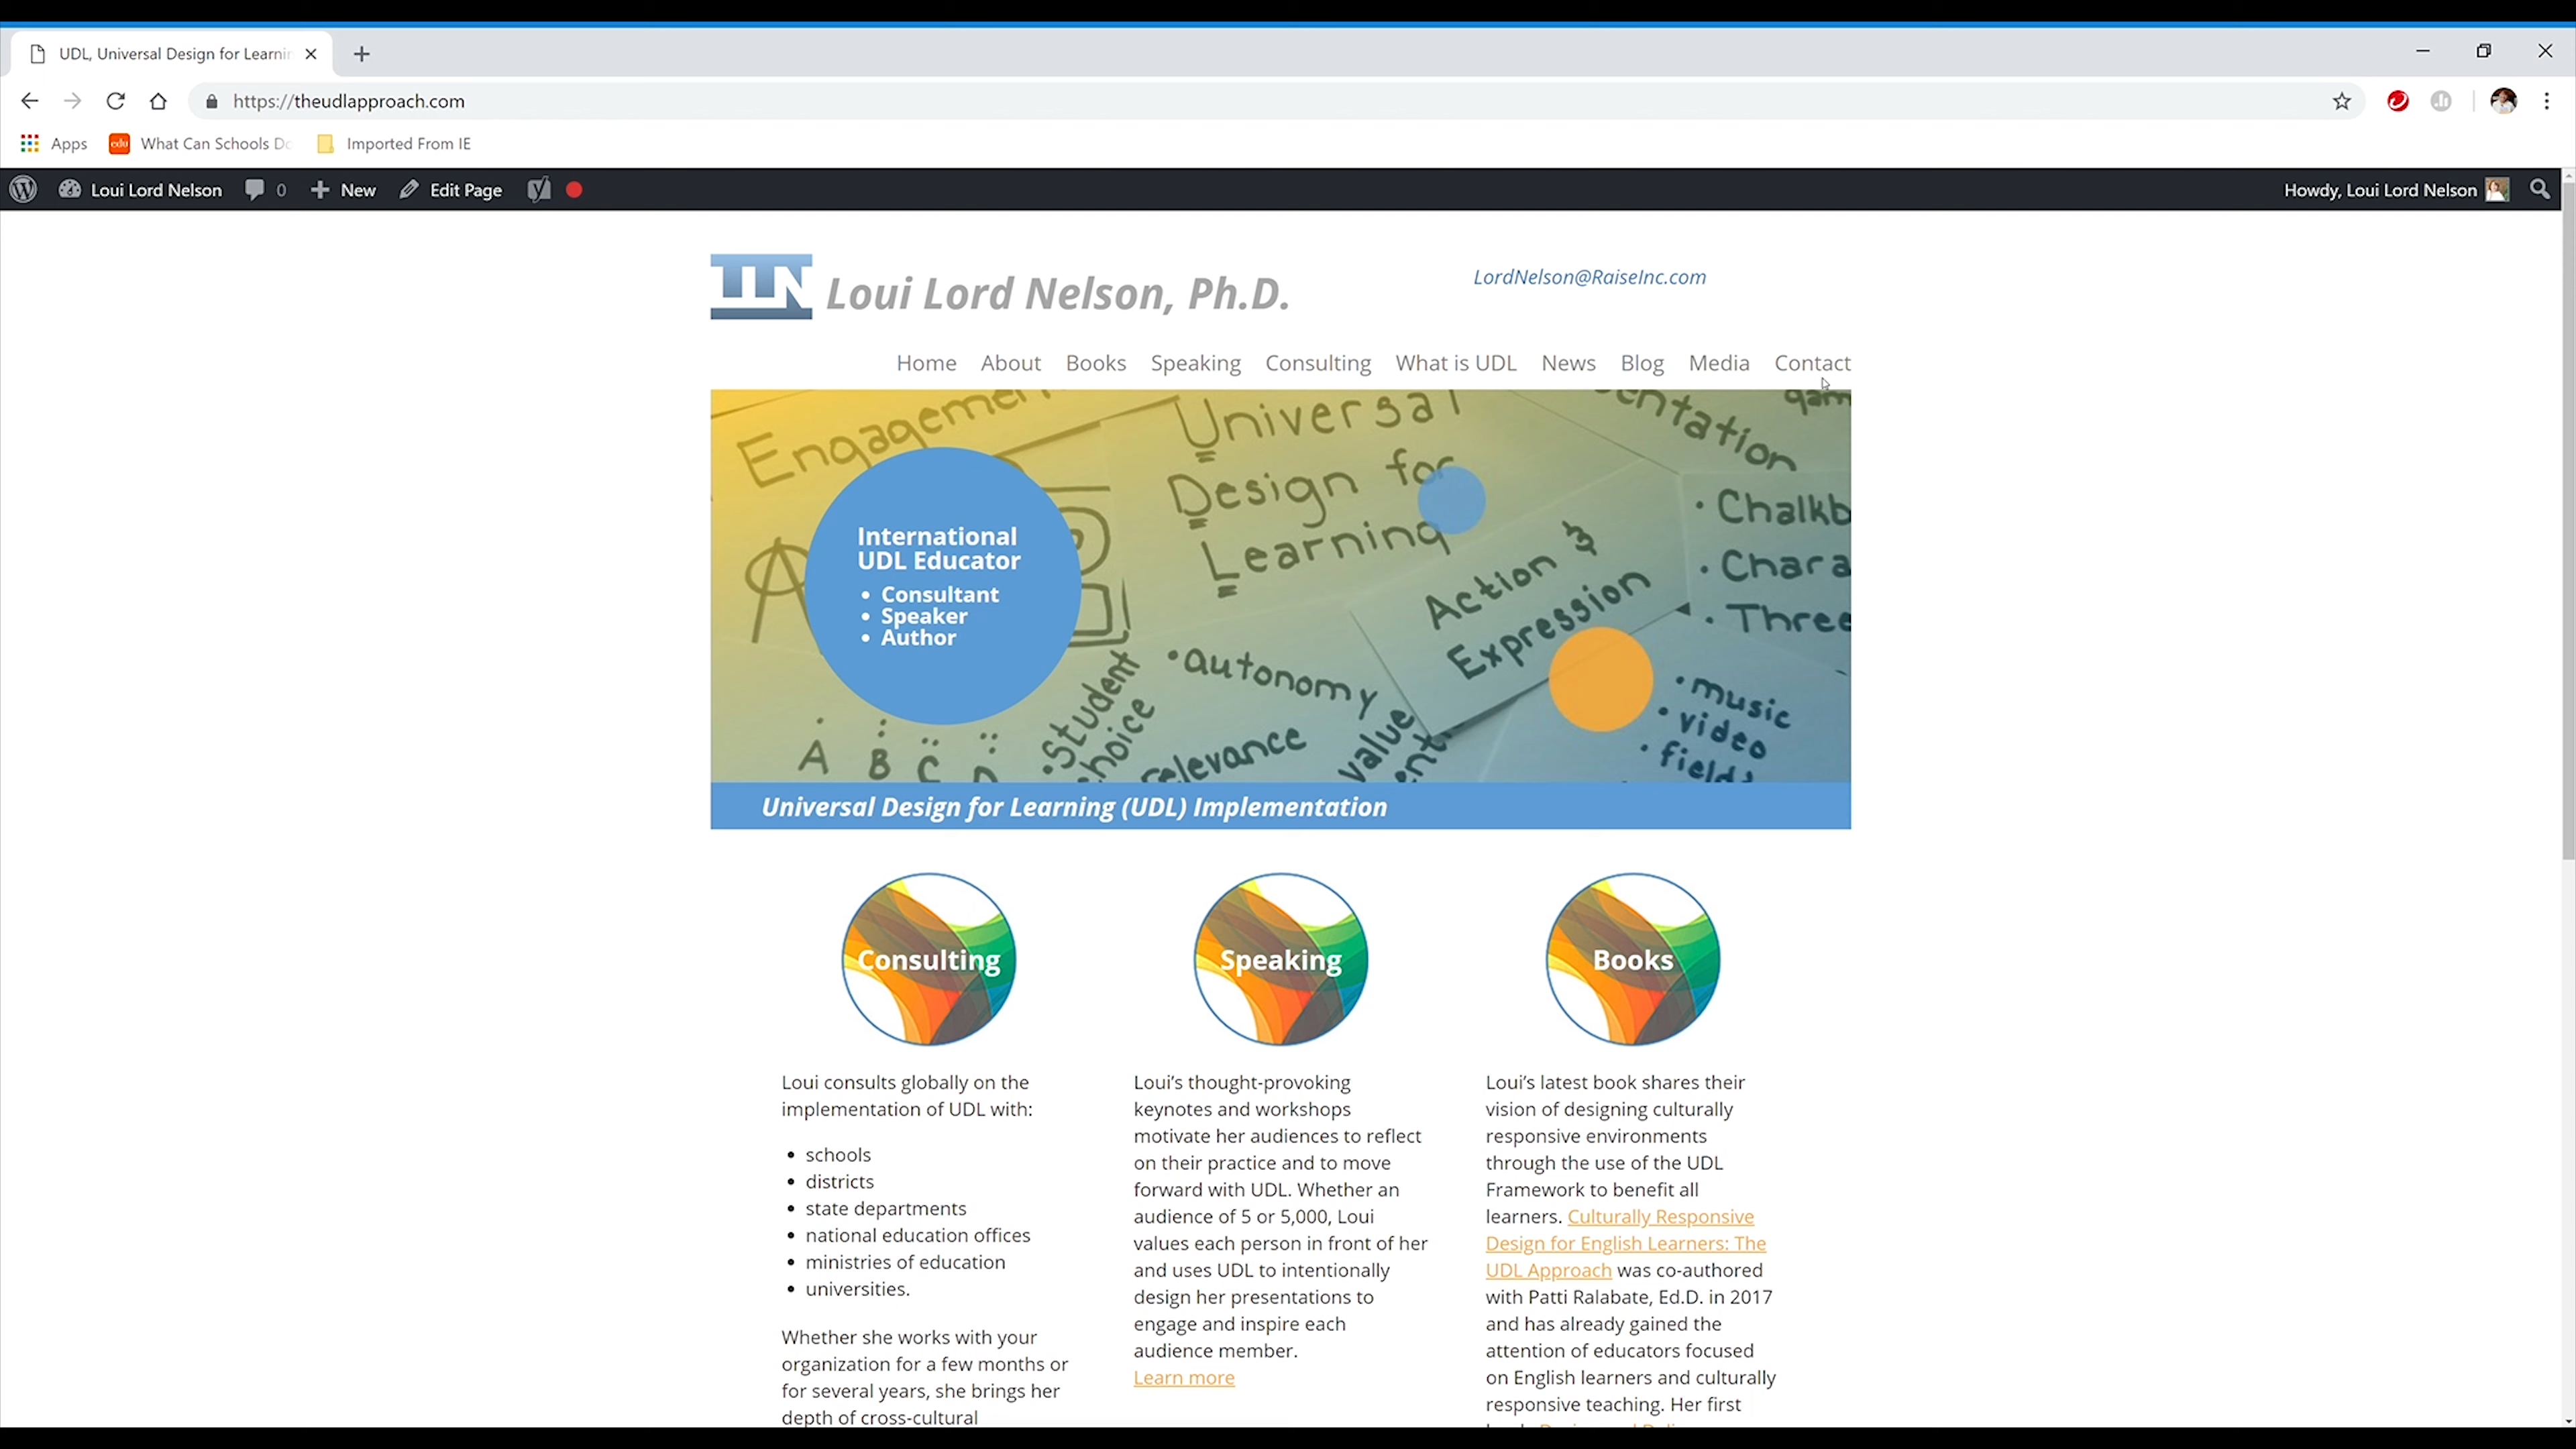 UDL, Universal Design for Learni
https://theudlapproach.com
Apps
edu
What Can Schools Do
Imported From IE
Loui Lord Nelson
0
New
Edit Page
Howdy, Loui Lord Nelson
LLN
Loui Lord Nelson, Ph.D.
LordNelson@RaiseInc.com
Home About Books Speaking Consulting What is UDL News Blog Media Contact
Engagemen
Universal
Design for
Learning
entation
gam
International
UDL Educator
• Consultant
• Speaker
• Author
Action &
Expression
• Chalkb
• Chara
• Three
• autonomy
• Student
choice
relevance
value
• music
• video
• field
A B C D
Universal Design for Learning (UDL) Implementation
Consulting
Loui consults globally on the
implementation of UDL with:
• schools
• districts
• state departments
• national education offices
• ministries of education
• universities.
Whether she works with your
organization for a few months or
for several years, she brings her
depth of cross-cultural
Speaking
Loui's thought-provoking
keynotes and workshops
motivate her audiences to reflect
on their practice and to move
forward with UDL. Whether an
audience of 5 or 5,000, Loui
values each person in front of her
and uses UDL to intentionally
design her presentations to
engage and inspire each
audience member.
Learn more
Books
Loui's latest book shares their
vision of designing culturally
responsive environments
through the use of the UDL
Framework to benefit all
learners. Culturally Responsive
Design for English Learners: The
UDL Approach was co-authored
with Patti Ralabate, Ed.D. in 2017
and has already gained the
attention of educators focused
on English learners and culturally
responsive teaching. Her first